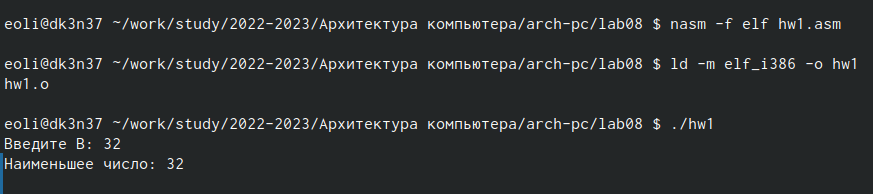 eoli@dk3n37 ~/work/study/2022-2023/Архитектура компьютера/arch-pc/lab08 $ nasm -f elf hw1.asm
eoli@dk3n37 ~/work/study/2022-2023/Архитектура компьютера/arch-pc/lab08 $ ld -m elf_i386 -o hw1
hw1.o
eoli@dk3n37 ~/work/study/2022-2023/Архитектура компьютера/arch-pc/lab08 $ ./hw1
Введите B: 32
Наименьшее число: 32